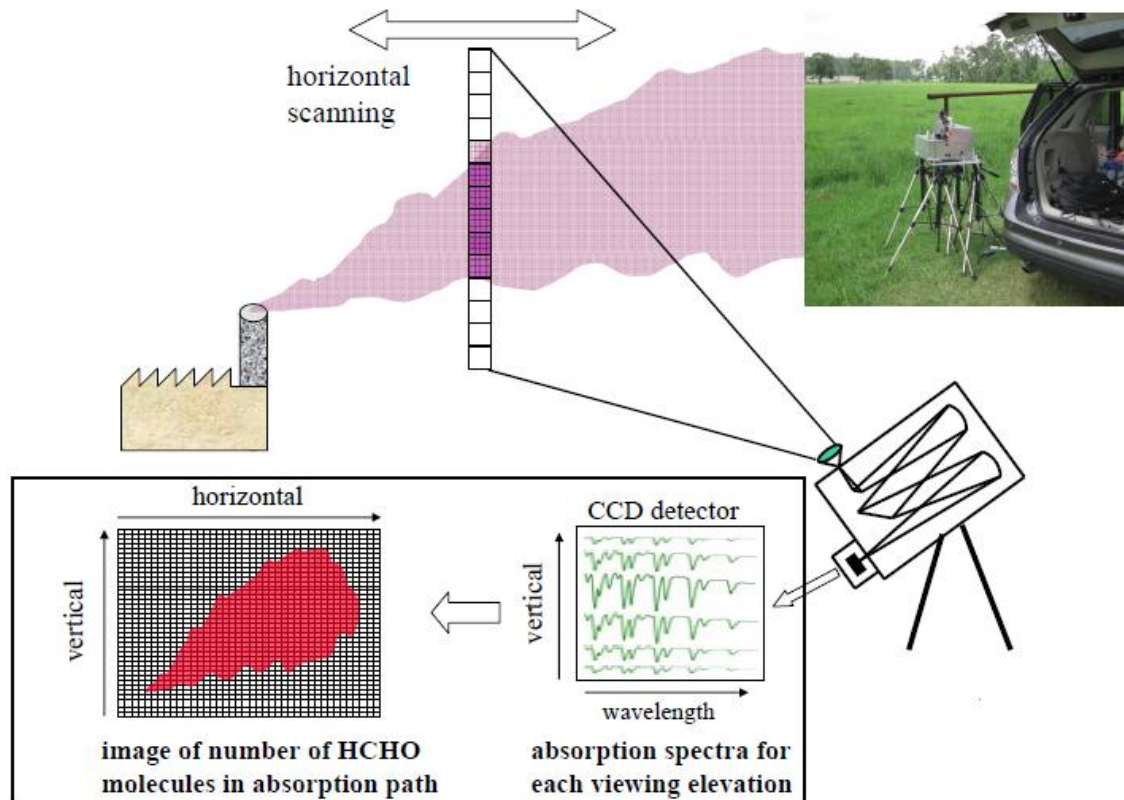 horizontal
scanning
horizontal
vertical
image of number of HCHO
molecules in absorption path
CCD detector
vertical
wavelength
absorption spectra for
each viewing elevation